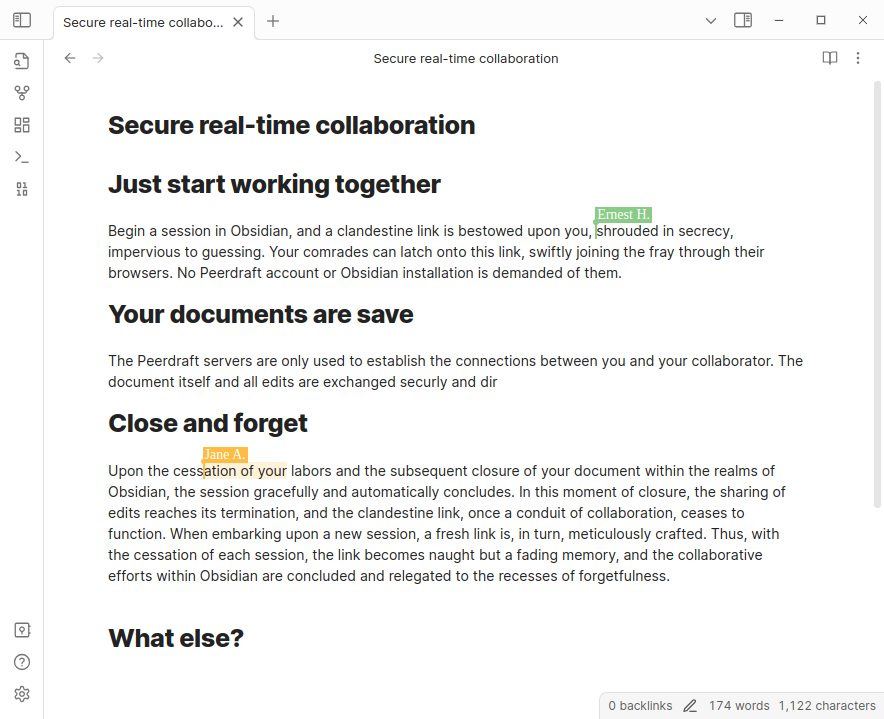 Secure real-time collabo...
Secure real-time collaboration
Secure real-time collaboration
Just start working together
Ernest H.
Begin a session in Obsidian, and a clandestine link is bestowed upon you, shrouded in secrecy,
impervious to guessing. Your comrades can latch onto this link, swiftly joining the fray through their
browsers. No Peerdraft account or Obsidian installation is demanded of them.
Your documents are save
The Peerdraft servers are only used to establish the connections between you and your collaborator. The
document itself and all edits are exchanged securly and dir
Close and forget
Jane A.
Upon the cessation of your labors and the subsequent closure of your document within the realms of
Obsidian, the session gracefully and automatically concludes. In this moment of closure, the sharing of
edits reaches its termination, and the clandestine link, once a conduit of collaboration, ceases to
function. When embarking upon a new session, a fresh link is, in turn, meticulously crafted. Thus, with
the cessation of each session, the link becomes naught but a fading memory, and the collaborative
efforts within Obsidian are concluded and relegated to the recesses of forgetfulness.
What else?
0 backlinks 174 words 1,122 characters